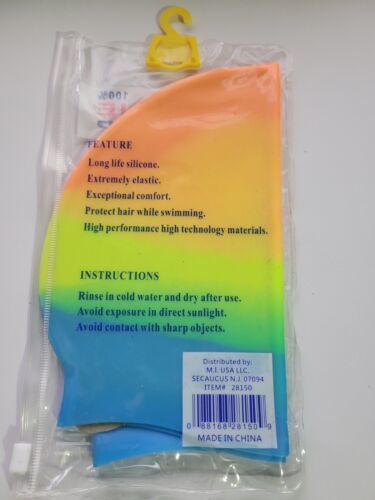 100%
FEATURE
Long life silicone.
Extremely elastic.
Exceptional comfort.
Protect hair while swimming.
High performance high technology materials.
INSTRUCTIONS
Rinse in cold water and dry after use.
Avoid exposure in direct sunlight.
Avoid contact with sharp objects.
Distributed by:
M.I. USA LLC.
SECAUCUS N.J. 07094
ITEM# 28150
0 88168 28150 9
MADE IN CHINA